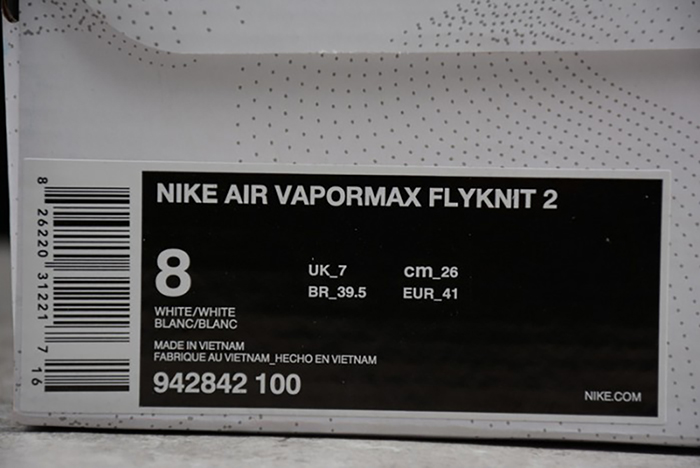 NIKE AIR VAPORMAX FLYKNIT 2
8
UK_7 cm_26
BR_39.5 EUR_41
WHITE/WHITE
BLANC/BLANC
MADE IN VIETNAM
FABRIQUE AU VIETNAM_HECHO EN VIETNAM
942842 100
NIKE.COM
8 26220 31221 7 16